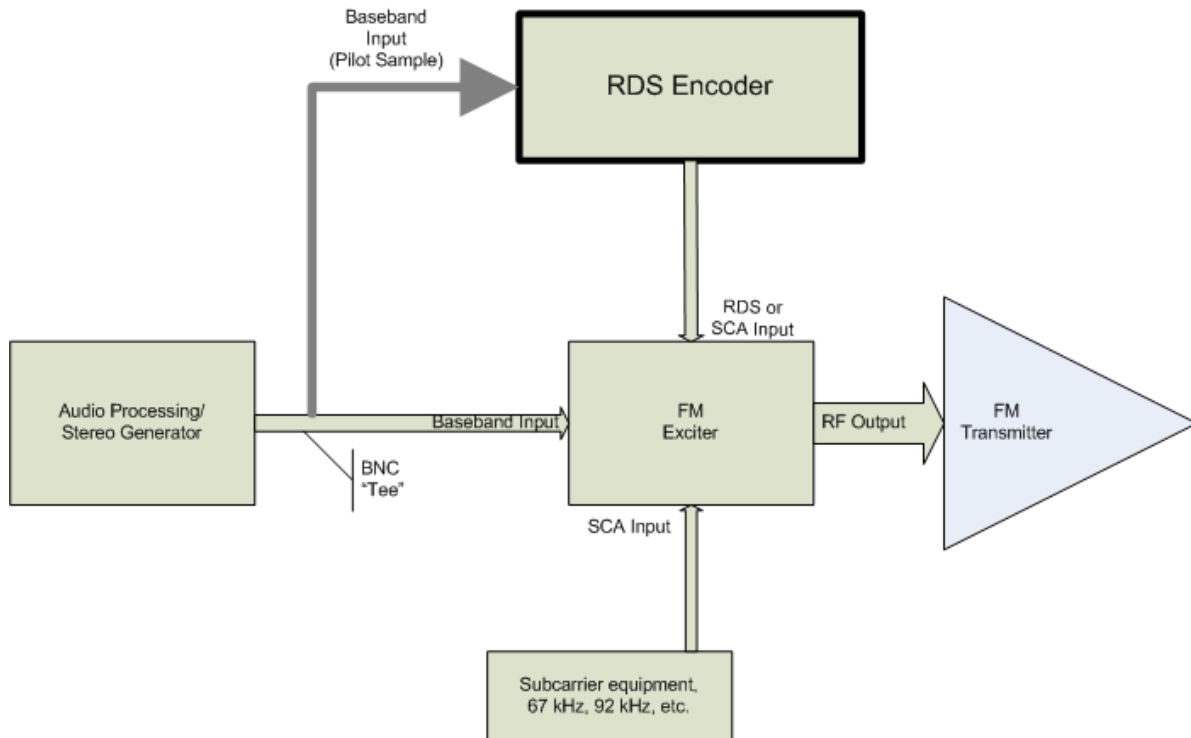 Baseband
Input
(Pilot Sample)
RDS Encoder
RDS or
SCA Input
Audio Processing/
Stereo Generator
Baseband Input
FM
Exciter
RF Output
FM
Transmitter
BNC
"Tee"
SCA Input
Subcarrier equipment,
67 kHz, 92 kHz, etc.